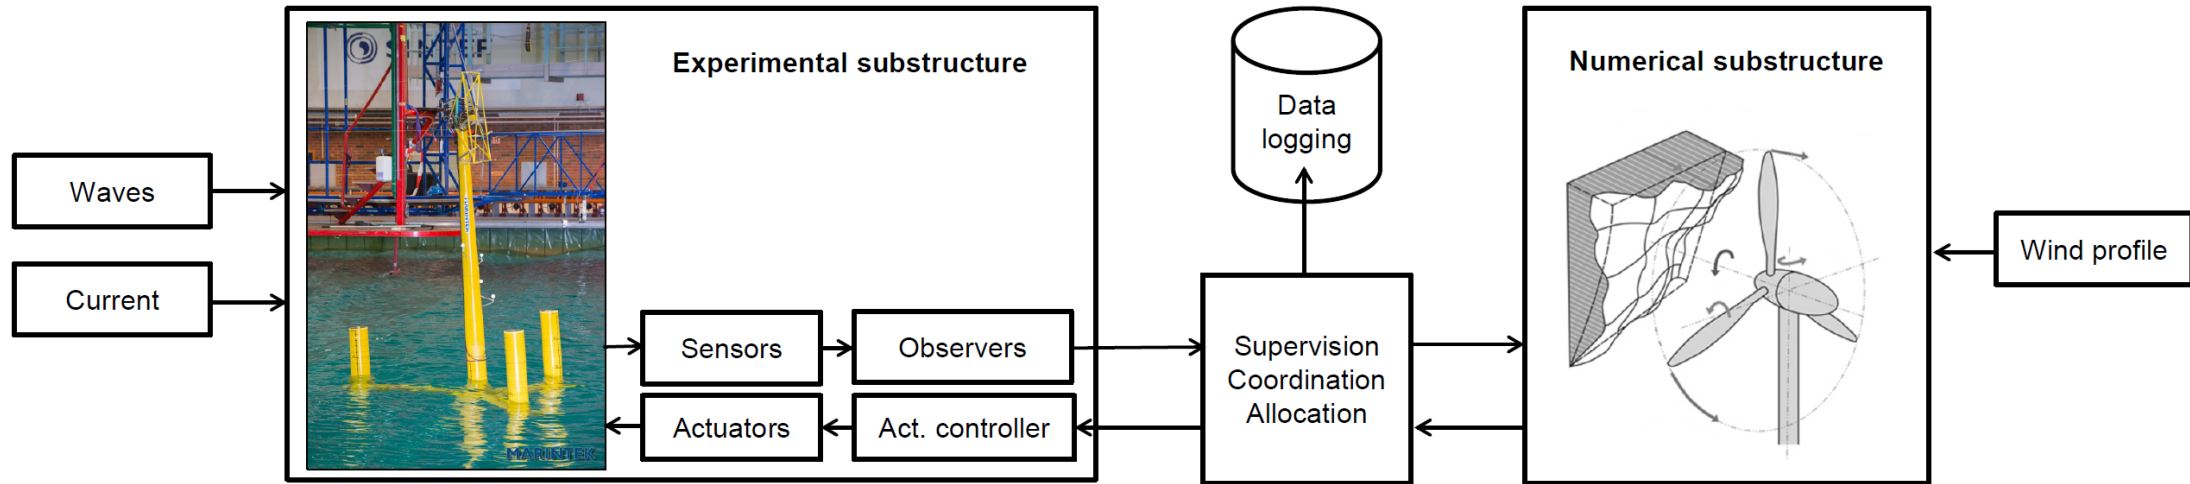 Waves
Current
Experimental substructure
MARINTEK
Sensors
Observers
Actuators
Act. controller
Data
logging
Supervision
Coordination
Allocation
Numerical substructure
Wind profile